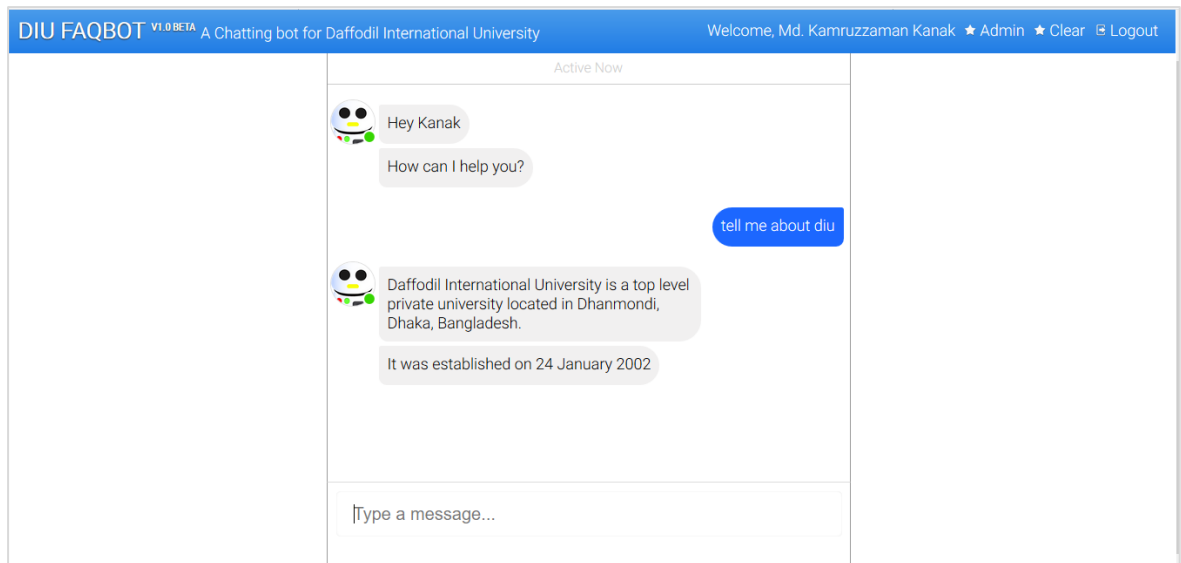 DIU FAQBOT V1.0 BETA A Chatting bot for Daffodil International University Welcome, Md. Kamruzzaman Kanak Admin Clear Logout
Active Now
Hey Kanak
How can I help you?
tell me about diu
Daffodil International University is a top level
private university located in Dhanmondi,
Dhaka, Bangladesh.
It was established on 24 January 2002
Type a message...